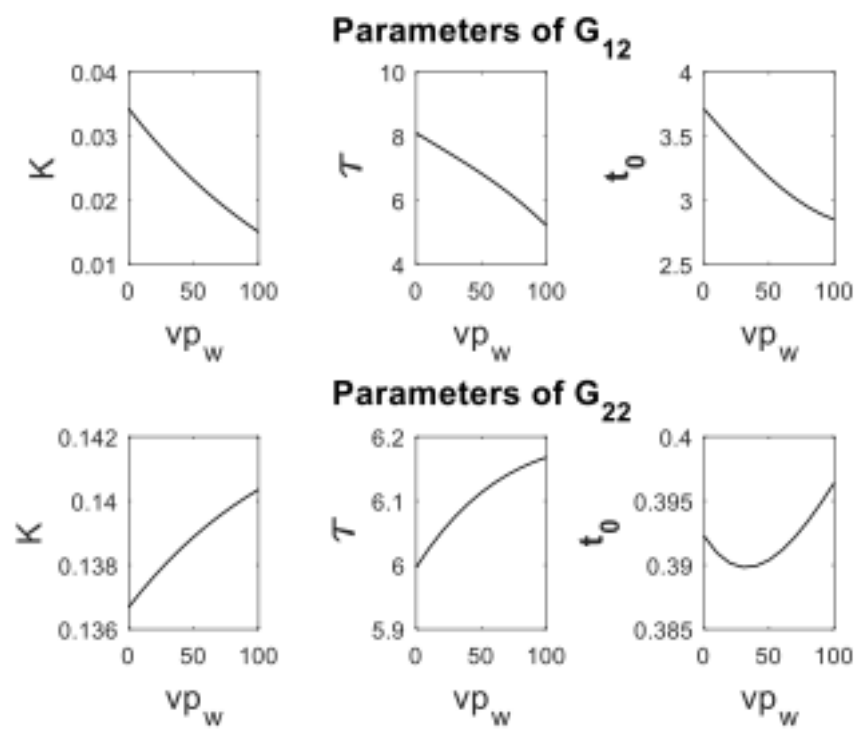 Parameters of G12
K
0.04
0.03
0.02
0.01
0 50 100
vpw
τ
10
8
6
4
0 50 100
vpw
t0
4
3.5
3
2.5
0 50 100
vpw
Parameters of G22
K
0.142
0.14
0.138
0.136
0 50 100
vpw
τ
6.2
6.1
6
5.9
0 50 100
vpw
t0
0.4
0.395
0.39
0.385
0 50 100
vpw